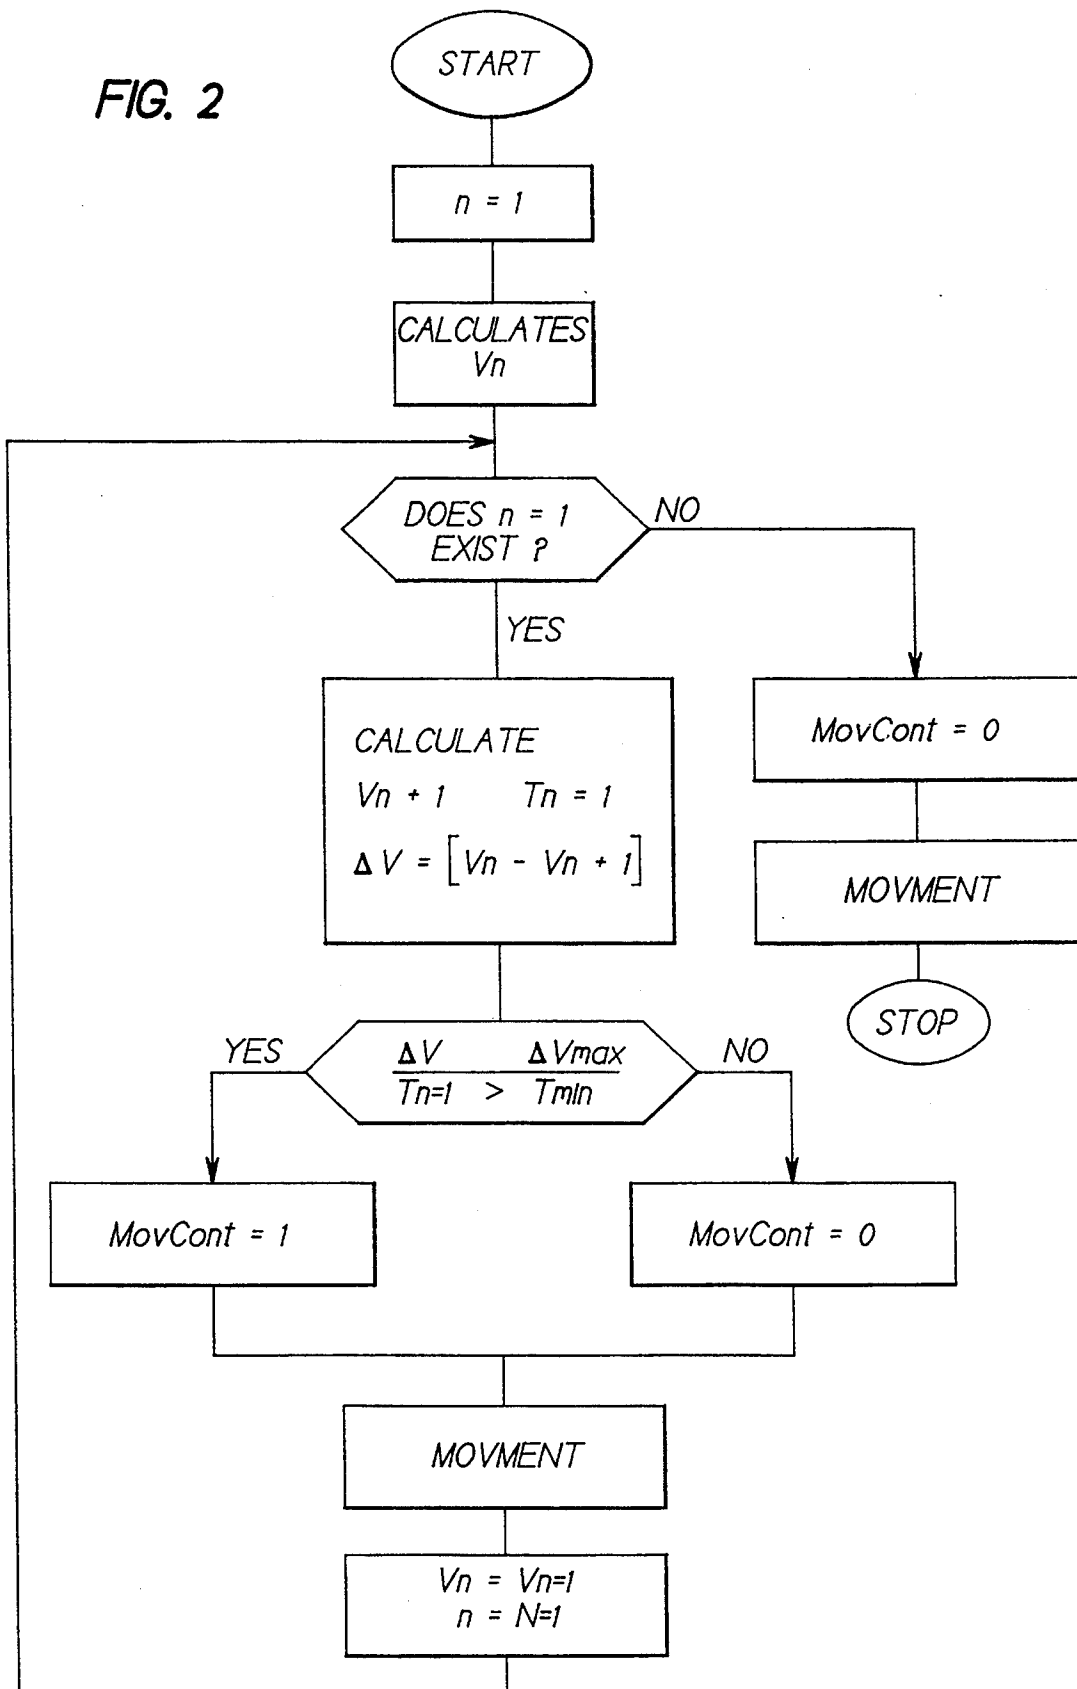 FIG. 2
START
n = 1
CALCULATES
Vn
DOES n = 1
EXIST ?
NO
YES
CALCULATE
Vn + 1 Tn = 1
Δ V = [Vn - Vn + 1]
MovCont = 0
MOVMENT
STOP
YES
ΔV ΔVmax
Tn=1 > Tmin
NO
MovCont = 1
MovCont = 0
MOVMENT
Vn = Vn=1
n = N=1